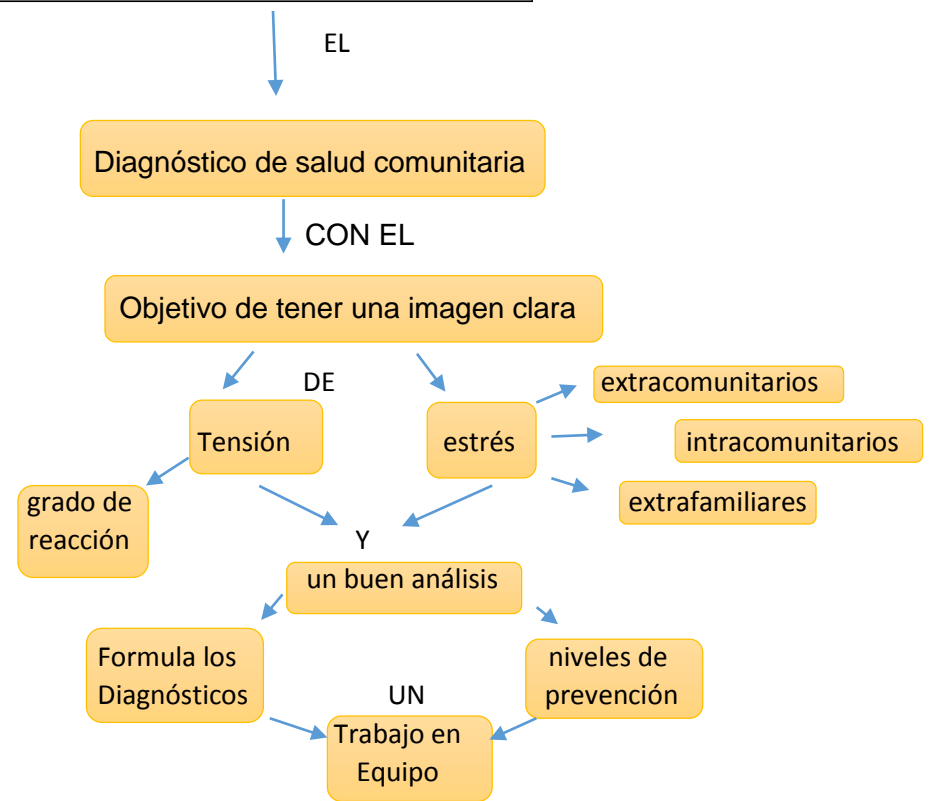 EL
Diagnóstico de salud comunitaria
CON EL
Objetivo de tener una imagen clara
DE
extracomunitarios
Tensión
estrés
intracomunitarios
grado de
reacción
extrafamiliares
Y
un buen análisis
Formula los
Diagnósticos
niveles de
prevención
UN
Trabajo en
Equipo